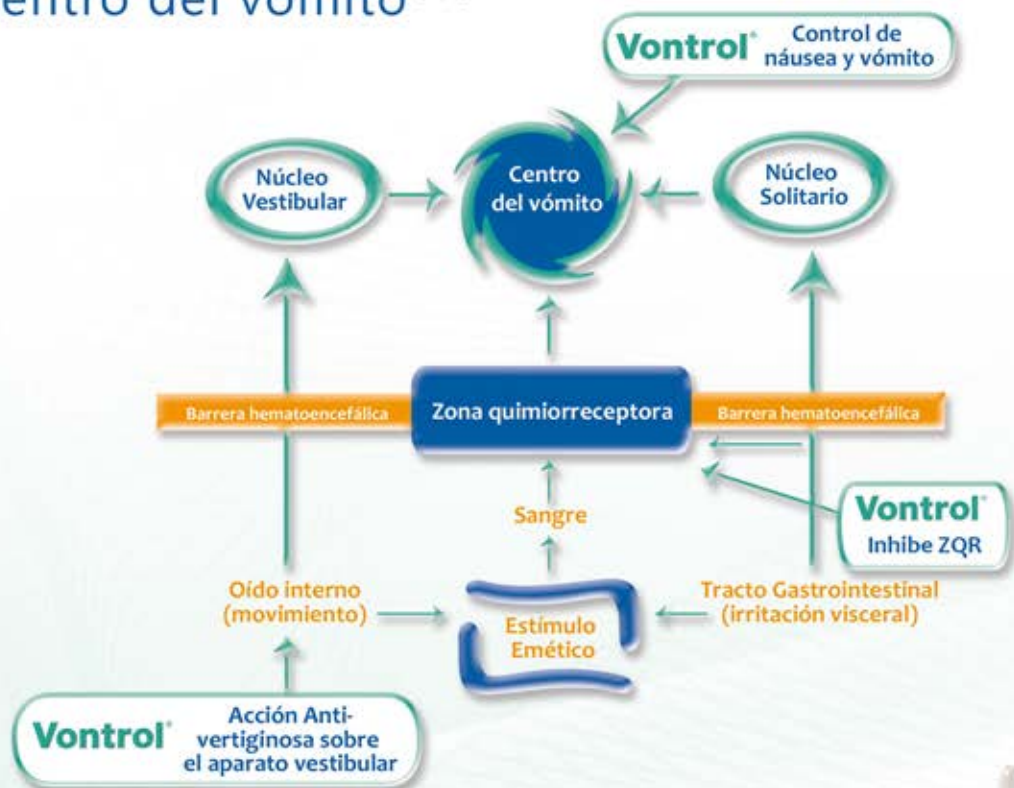 entro del vómito
Vontrol® Control de
náusea y vómito
Núcleo
Vestibular
Centro
del vómito
Núcleo
Solitario
Barrera hematoencefálica
Zona quimiorreceptora
Barrera hematoencefálica
Sangre
Vontrol®
Inhibe ZQR
Oído interno
(movimiento)
Estímulo
Emético
Tracto Gastrointestinal
(irritación visceral)
Vontrol® Acción Anti-
vertiginosa sobre
el aparato vestibular